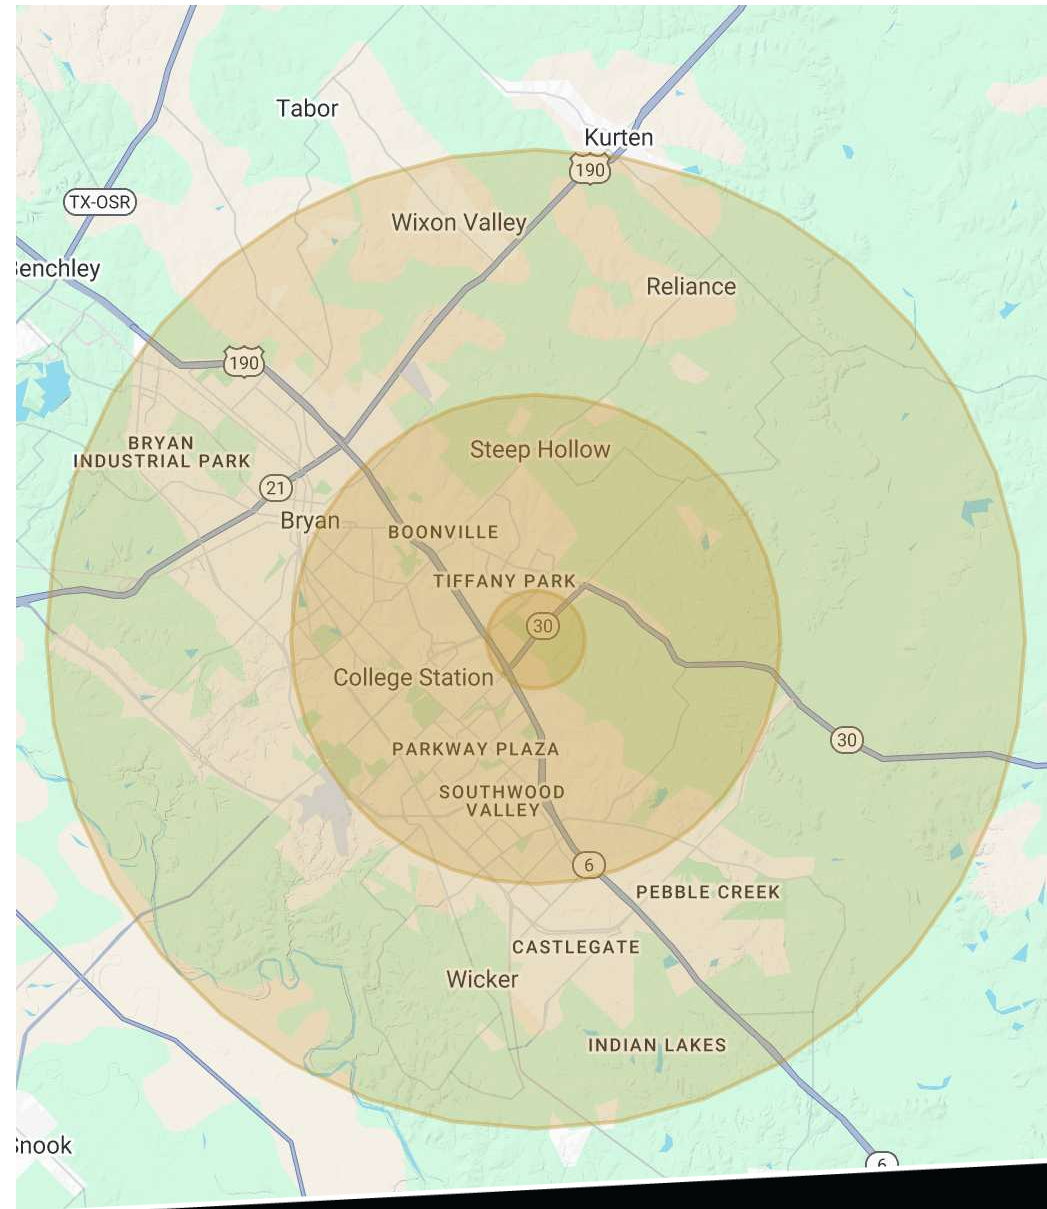 Tabor
Kurten
190
TX-OSR
Wixon Valley
enchley
Reliance
190
BRYAN
INDUSTRIAL PARK
Steep Hollow
21
Bryan
BOONVILLE
TIFFANY PARK
30
College Station
30
PARKWAY PLAZA
SOUTHWOOD
VALLEY
6
PEBBLE CREEK
CASTLEGATE
Wicker
INDIAN LAKES
nook
6